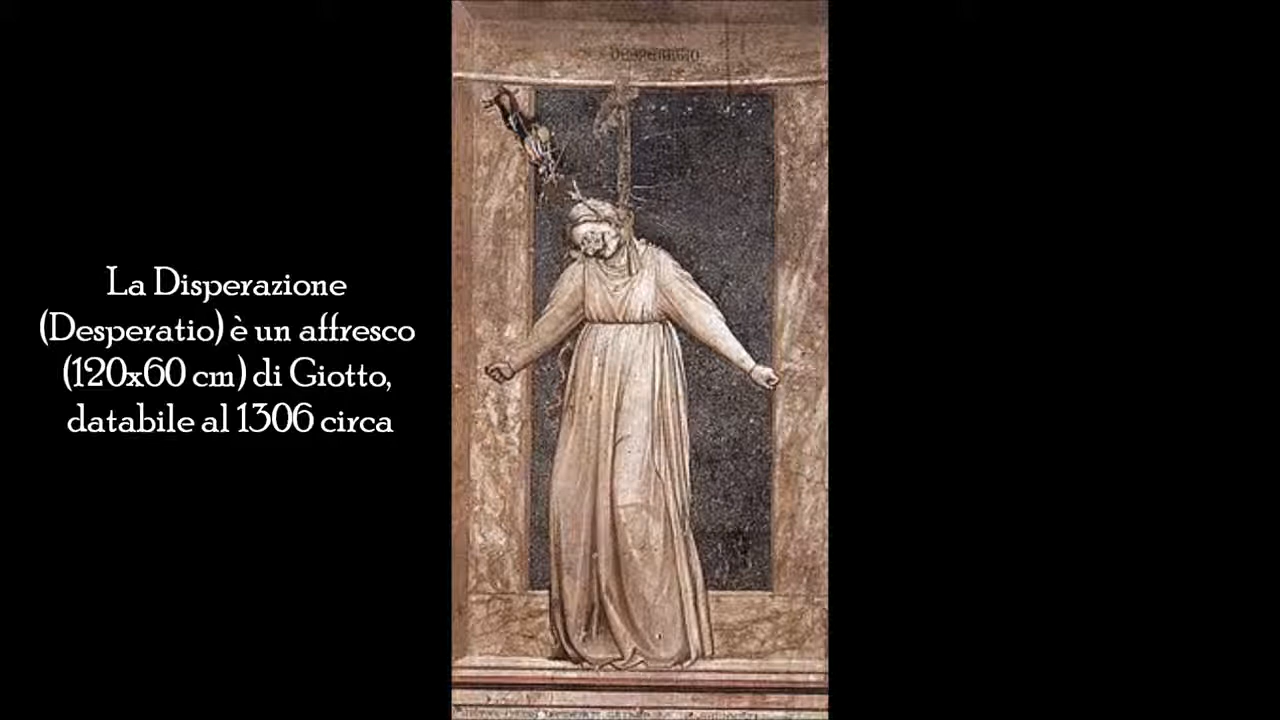 La Disperazione
(Desperatio) è un affresco
(120x60 cm) di Giotto,
databile al 1306 circa